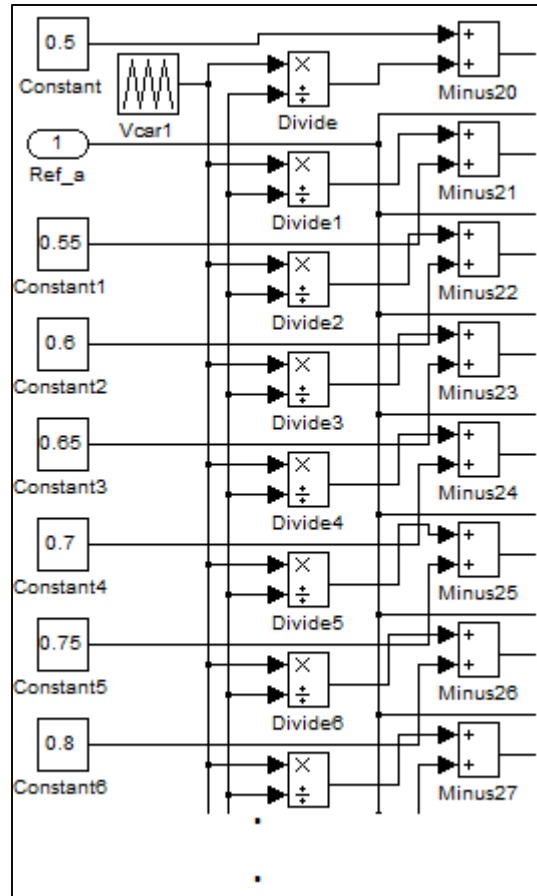 0.5
Constant
Vcar1
×
÷
Divide
+
+
Minus20
1
Ref_a
×
÷
Divide1
+
+
Minus21
0.55
Constant1
×
÷
Divide2
+
+
Minus22
0.6
Constant2
×
÷
Divide3
+
+
Minus23
0.65
Constant3
×
÷
Divide4
+
+
Minus24
0.7
Constant4
×
÷
Divide5
+
+
Minus25
0.75
Constant5
×
÷
Divide6
+
+
Minus26
0.8
Constant6
×
÷
+
+
Minus27